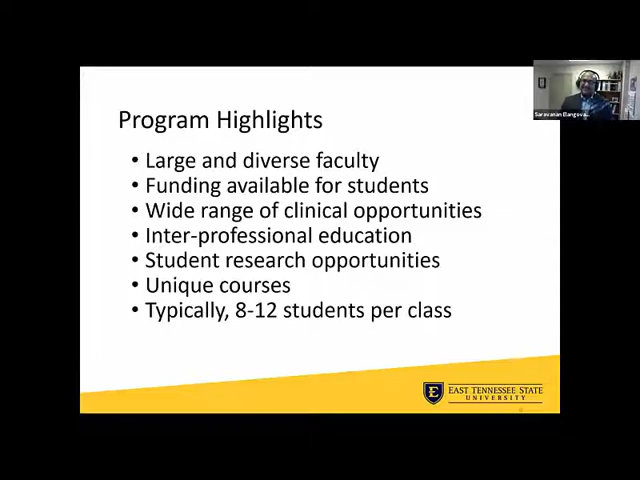 Program Highlights
• Large and diverse faculty
• Funding available for students
• Wide range of clinical opportunities
• Inter-professional education
• Student research opportunities
• Unique courses
• Typically, 8-12 students per class
Saravanan Elangova...
E
EAST TENNESSEE STATE
UNIVERSITY